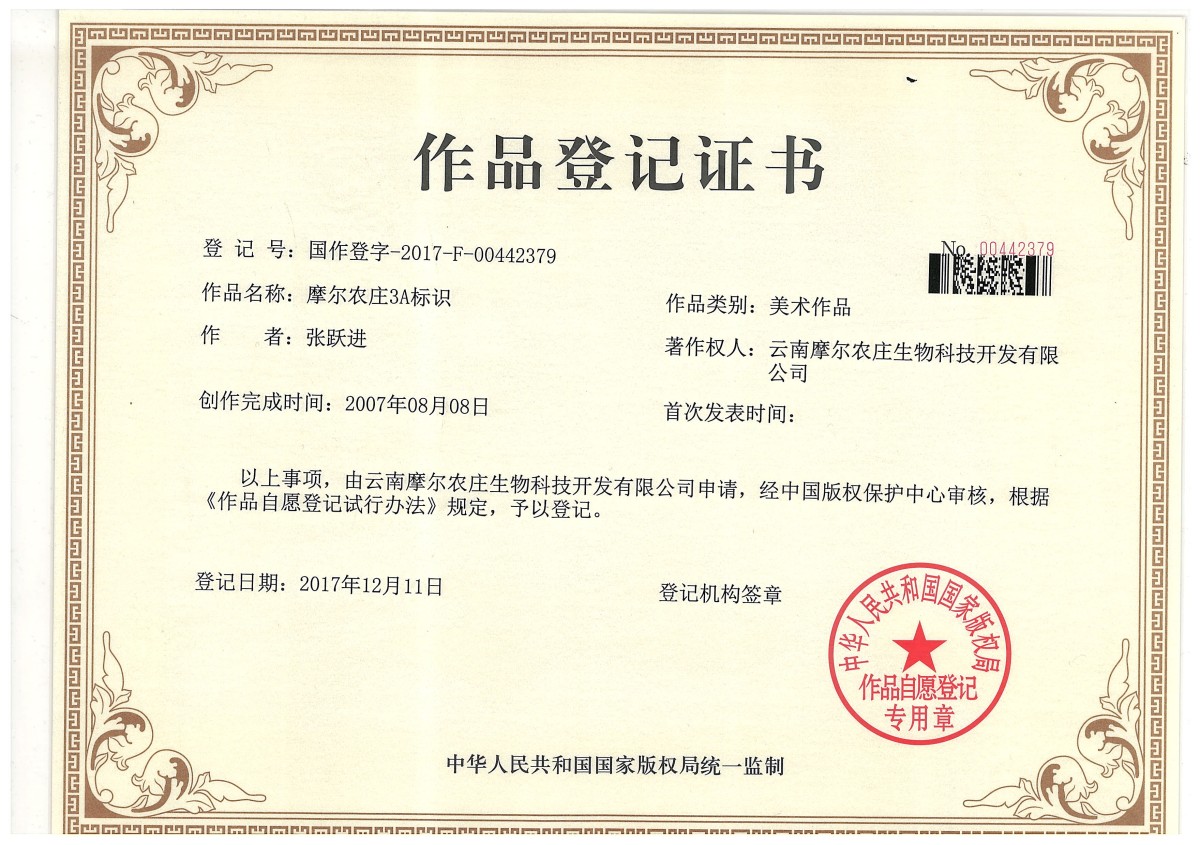 作品登记证书
登 记 号：国作登字-2017-F-00442379
No. 00442379
作品名称：摩尔农庄3A标识
作品类别：美术作品
作 者：张跃进
著作权人：云南摩尔农庄生物科技开发有限
公司
创作完成时间：2007年08月08日
首次发表时间：
以上事项，由云南摩尔农庄生物科技开发有限公司申请，经中国版权保护中心审核，根据
《作品自愿登记试行办法》规定，予以登记。
登记日期：2017年12月11日
登记机构签章
中华人民共和国国家版权局
作品自愿登记
专用章
中华人民共和国国家版权局统一监制